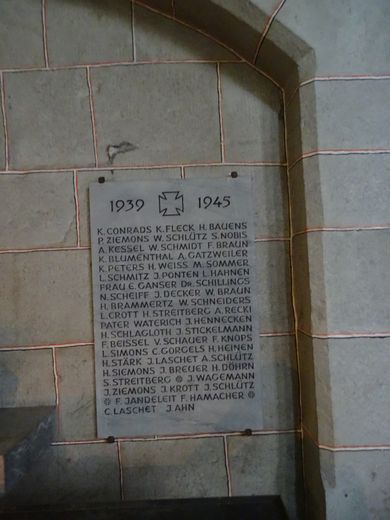 1939 1945
K. CONRADS K. FLECK H. BAUENS
P. ZIEMONS W. SCHLÜTZ S. NOBIS
A. KESSEL W. SCHMIDT F. BRAUN
K. BLUMENTHAL A. GATZWEILER
K. PETERS H. WEISS M. SOMMER
L. SCHMITZ J. PONTEN L. HAHNEN
FRAU E. GANSER DR. SCHILLINGS
N. SCHEIFF J. DECKER W. BRAUN
H. BRAMMERTZ W. SCHNEIDERS
L. CROTT H. STREITBERG A. RECKI
PATER WATERICH J. HENNECKEN
H. SCHLAGLOTH J. STICKELMANN
F. BEISSEL V. SCHAUER F. KNOPS
L. SIMONS C. GORGELS H. HEINEN
H. STÄRK J. LASCHET A. SCHLÜTZ
H. SIEMONS J. BREUER H. DÖHRN
S. STREITBERG J. WAGEMANN
J. ZIEMONS J. KROTT J. SCHLÜTZ
F. JANDELEIT F. HAMACHER
C. LASCHET J. AHN